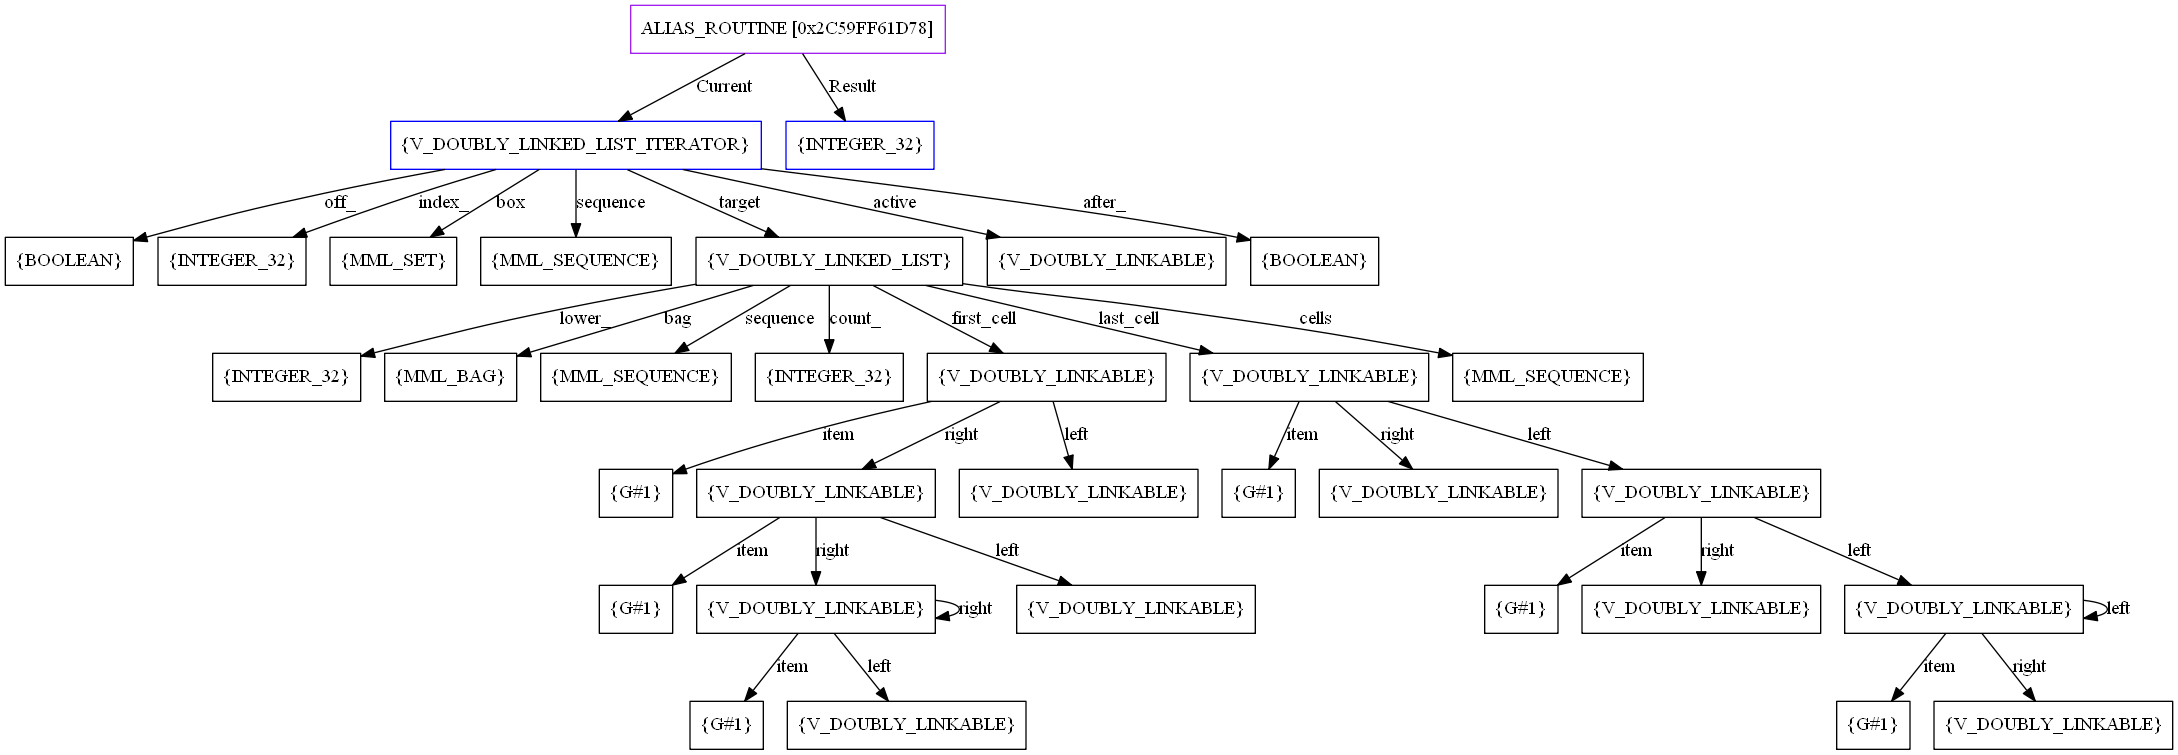 ALIAS_ROUTINE [0x2C59FF61D78]
Current Result
{V_DOUBLY_LINKED_LIST_ITERATOR} {INTEGER_32}
off_ index_ box sequence target active after_
{BOOLEAN} {INTEGER_32} {MML_SET} {MML_SEQUENCE} {V_DOUBLY_LINKED_LIST} {V_DOUBLY_LINKABLE} {BOOLEAN}
lower_ bag sequence count_ first_cell last_cell cells
{INTEGER_32} {MML_BAG} {MML_SEQUENCE} {INTEGER_32} {V_DOUBLY_LINKABLE} {V_DOUBLY_LINKABLE} {MML_SEQUENCE}
item right left item right left
{G#1} {V_DOUBLY_LINKABLE} {V_DOUBLY_LINKABLE} {G#1} {V_DOUBLY_LINKABLE} {V_DOUBLY_LINKABLE}
item right left item right left
{G#1} {V_DOUBLY_LINKABLE} right {V_DOUBLY_LINKABLE} {G#1} {V_DOUBLY_LINKABLE} {V_DOUBLY_LINKABLE} left
item left item right
{G#1} {V_DOUBLY_LINKABLE} {G#1} {V_DOUBLY_LINKABLE}